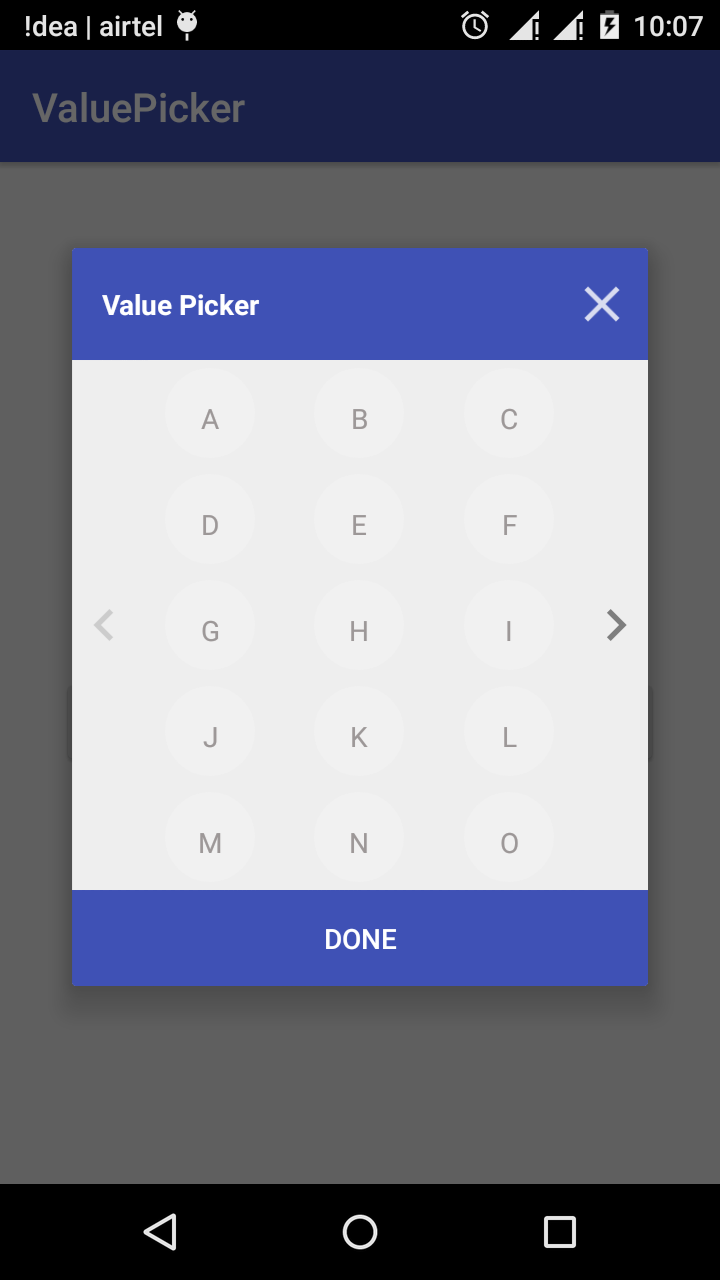 !dea | airtel 10:07
ValuePicker
Value Picker
A B C
D E F
G H I
J K L
M N O
DONE